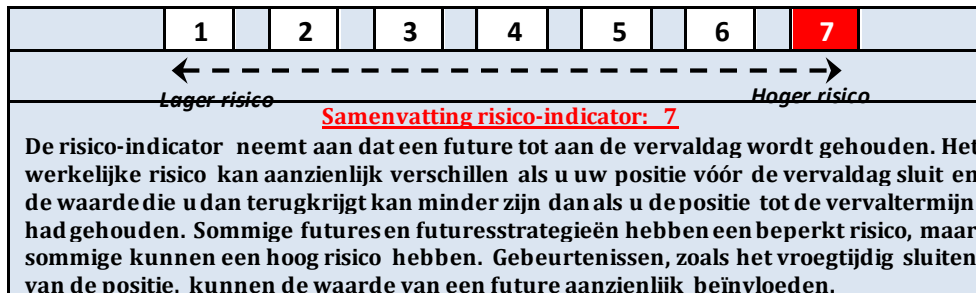 1 2 3 4 5 6 7
Lager risico Hoger risico
Samenvatting risico-indicator: 7
De risico-indicator neemt aan dat een future tot aan de vervaldag wordt gehouden. Het
werkelijke risico kan aanzienlijk verschillen als u uw positie vóór de vervaldag sluit en
de waarde die u dan terugkrijgt kan minder zijn dan als u de positie tot de vervaltermijn
had gehouden. Sommige futures en futuresstrategieën hebben een beperkt risico, maar
sommige kunnen een hoog risico hebben. Gebeurtenissen, zoals het vroegtijdig sluiten
van de positie, kunnen de waarde van een future aanzienlijk beïnvloeden.